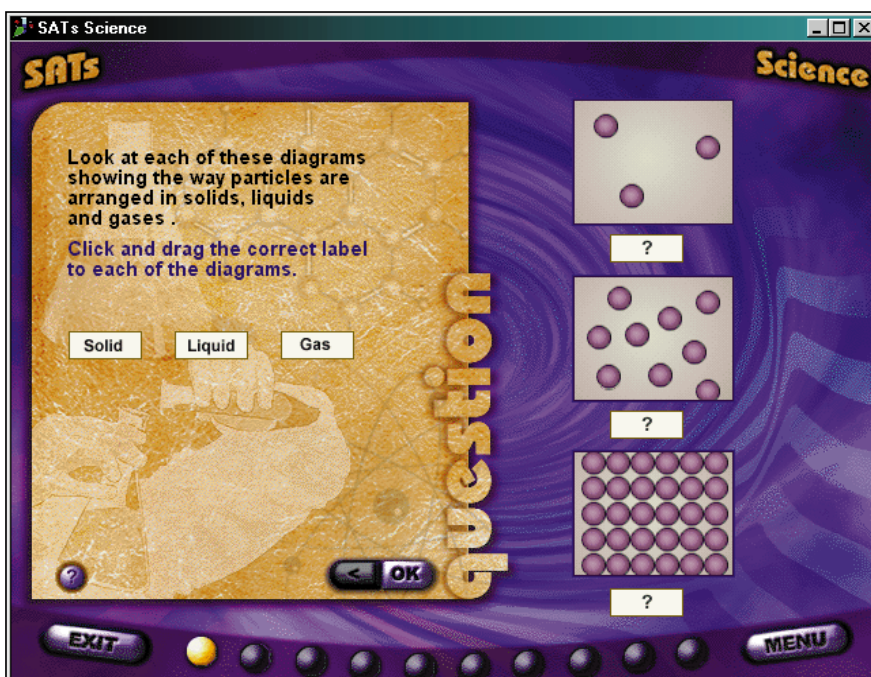 SATs Science
SATs
Science
Look at each of these diagrams
showing the way particles are
arranged in solids, liquids
and gases .
Click and drag the correct label
to each of the diagrams.
Solid
Liquid
Gas
question
?
?
?
?
< OK
EXIT
MENU